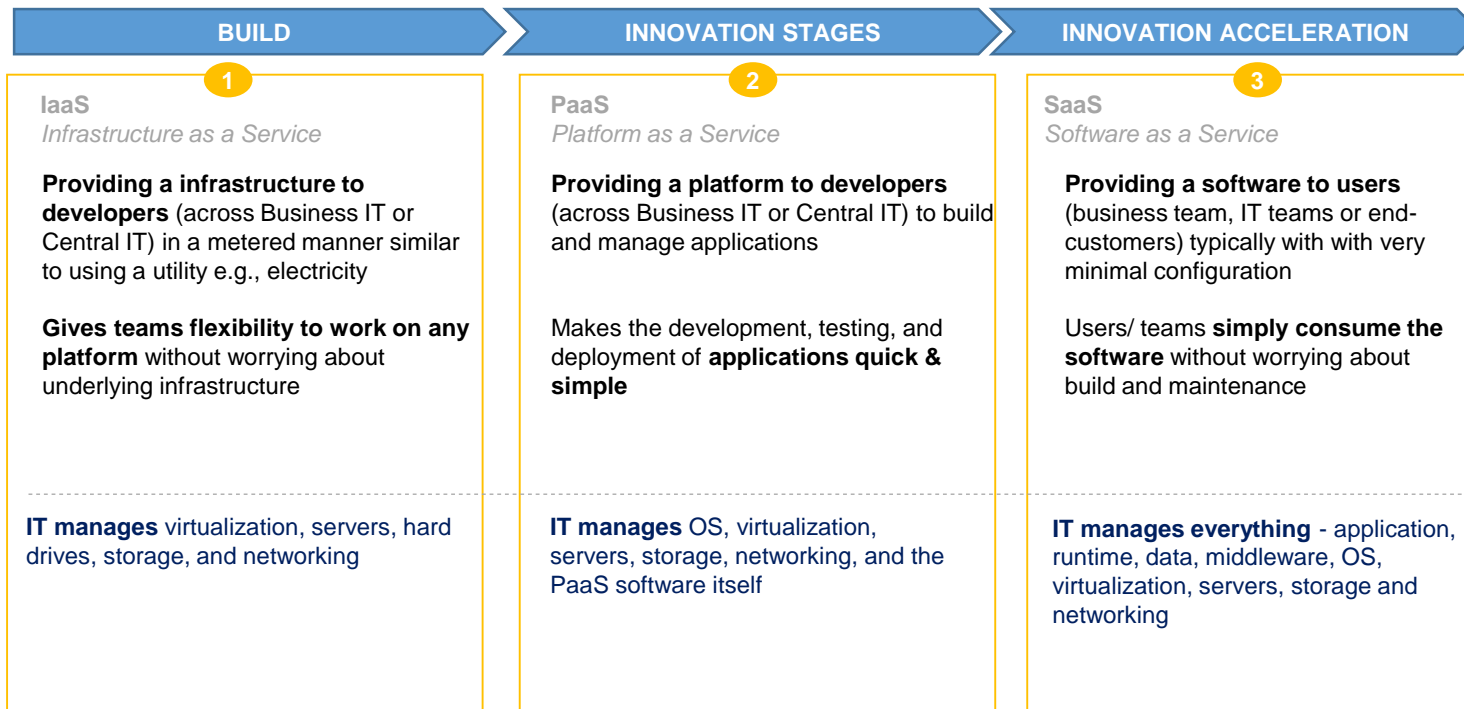 BUILD
INNOVATION STAGES
INNOVATION ACCELERATION
1
IaaS
Infrastructure as a Service
Providing a infrastructure to
developers (across Business IT or
Central IT) in a metered manner similar
to using a utility e.g., electricity
Gives teams flexibility to work on any
platform without worrying about
underlying infrastructure
IT manages virtualization, servers, hard
drives, storage, and networking
2
PaaS
Platform as a Service
Providing a platform to developers
(across Business IT or Central IT) to build
and manage applications
Makes the development, testing, and
deployment of applications quick &
simple
IT manages OS, virtualization,
servers, storage, networking, and the
PaaS software itself
3
SaaS
Software as a Service
Providing a software to users
(business team, IT teams or end-
customers) typically with with very
minimal configuration
Users/ teams simply consume the
software without worrying about
build and maintenance
IT manages everything - application,
runtime, data, middleware, OS,
virtualization, servers, storage and
networking